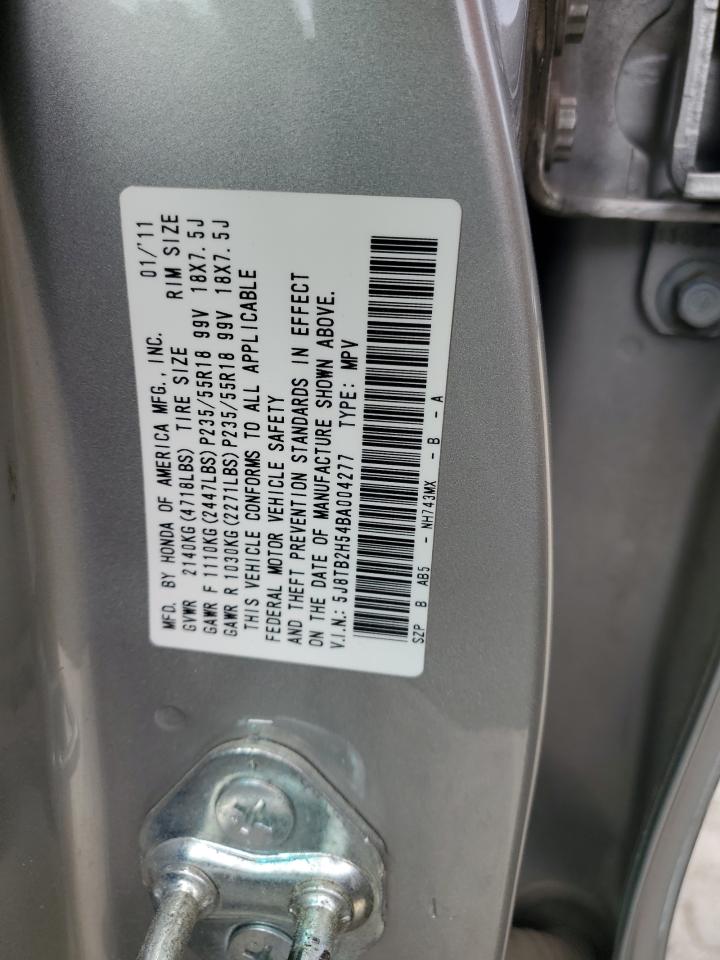 MFD. BY HONDA OF AMERICA MFG., INC. 01/'11
GVWR 2140KG(4718LBS) TIRE SIZE RIM SIZE
GAWR F 1110KG(2447LBS)P235/55R18 99V 18X7.5J
GAWR R 1030KG(2271LBS)P235/55R18 99V 18X7.5J
THIS VEHICLE CONFORMS TO ALL APPLICABLE
FEDERAL MOTOR VEHICLE SAFETY
AND THEFT PREVENTION STANDARDS IN EFFECT
ON THE DATE OF MANUFACTURE SHOWN ABOVE.
V.I.N.: 5J8TB2H54BA004277 TYPE: MPV
SZP B AB5 - NH743MX - B - A